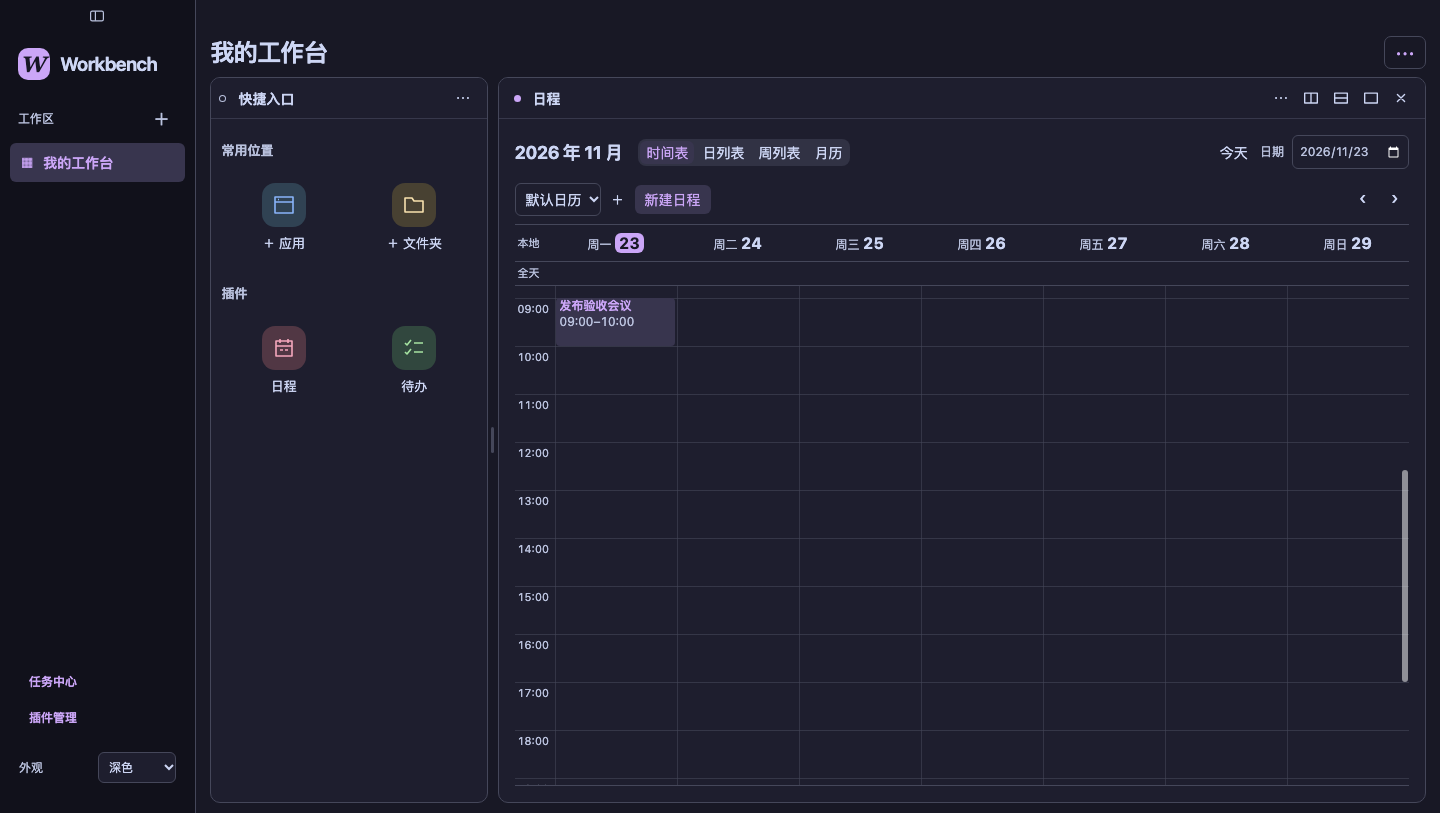 W Workbench
工作区 +
我的工作台
任务中心
插件管理
外观 深色
我的工作台
快捷入口
常用位置
+ 应用
+ 文件夹
插件
日程
待办
日程
2026 年 11 月 时间表 日列表 周列表 月历 今天 日期 2026/11/23
默认日历 + 新建日程
本地 周一 23 周二 24 周三 25 周四 26 周五 27 周六 28 周日 29
全天
09:00 发布验收会议
09:00–10:00
10:00
11:00
12:00
13:00
14:00
15:00
16:00
17:00
18:00